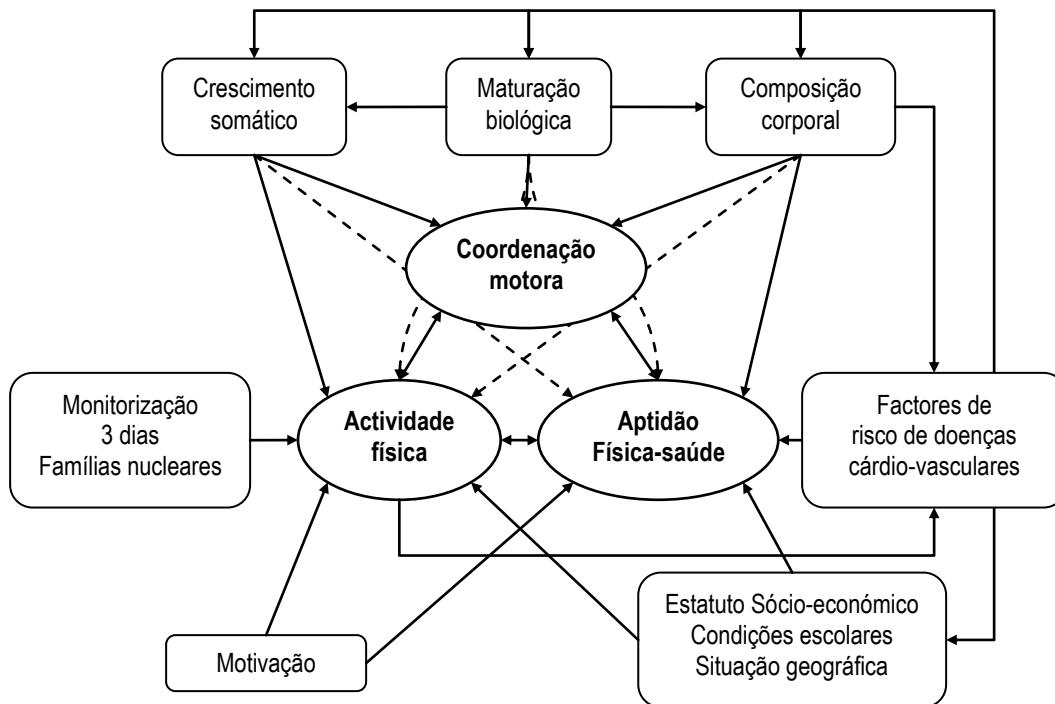 Crescimento
somático
Maturação
biológica
Composição
corporal
Coordenação
motora
Monitorização
3 dias
Famílias nucleares
Actividade
física
Aptidão
Física-saúde
Factores de
risco de doenças
cárdio-vasculares
Estatuto Sócio-económico
Condições escolares
Situação geográfica
Motivação